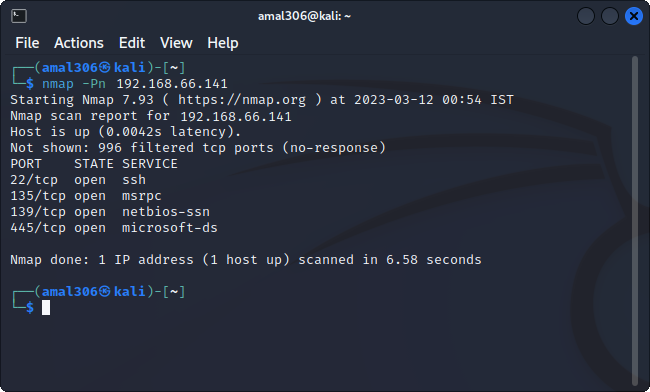 amal306@kali: ~
File Actions Edit View Help
┌──(amal306㉿kali)-[~]
└─$ nmap -Pn 192.168.66.141
Starting Nmap 7.93 ( https://nmap.org ) at 2023-03-12 00:54 IST
Nmap scan report for 192.168.66.141
Host is up (0.0042s latency).
Not shown: 996 filtered tcp ports (no-response)
PORT    STATE SERVICE
22/tcp  open  ssh
135/tcp open  msrpc
139/tcp open  netbios-ssn
445/tcp open  microsoft-ds
Nmap done: 1 IP address (1 host up) scanned in 6.58 seconds
┌──(amal306㉿kali)-[~]
└─$